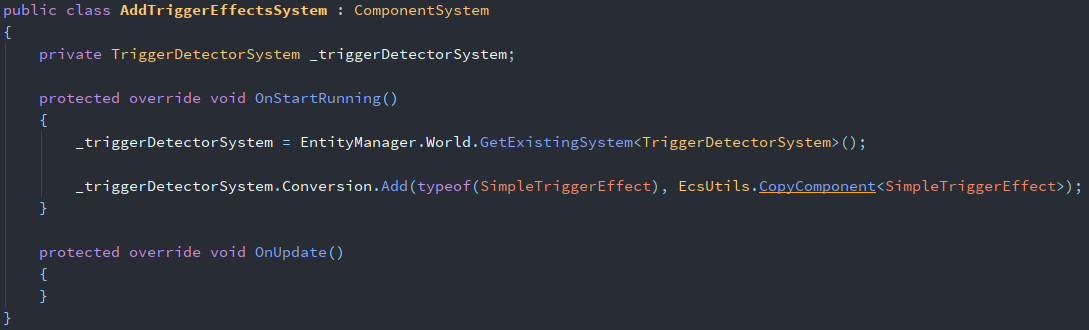 public class AddTriggerEffectsSystem : ComponentSystem
{
    private TriggerDetectorSystem _triggerDetectorSystem;

    protected override void OnStartRunning()
    {
        _triggerDetectorSystem = EntityManager.World.GetExistingSystem<TriggerDetectorSystem>();

        _triggerDetectorSystem.Conversion.Add(typeof(SimpleTriggerEffect), EcsUtils.CopyComponent<SimpleTriggerEffect>);
    }

    protected override void OnUpdate()
    {
    }
}